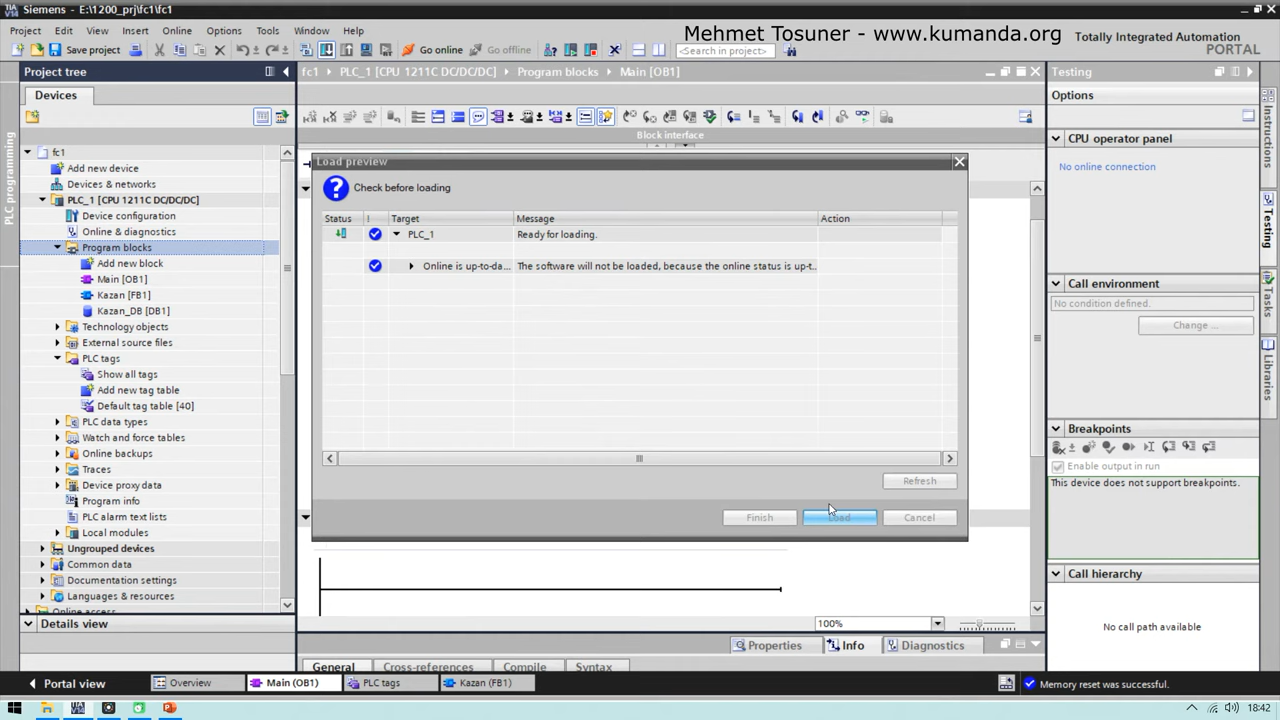 Siemens - E:\1200_prj\fc1\fc1
TIA
V14
Project Edit View Insert Online Options Tools Window Help
Mehmet Tosuner - www.kumanda.org
Totally Integrated Automation
PORTAL
Save project
Go online
Go offline
<Search in project>
Project tree
fc1 PLC_1 [CPU 1211C DC/DC/DC] Program blocks Main [OB1]
Testing
Devices
Options
PLC programming
Block interface
CPU operator panel
No online connection
fc1
Add new device
Devices & networks
PLC_1 [CPU 1211C DC/DC/DC]
Device configuration
Online & diagnostics
Program blocks
Add new block
Main [OB1]
Kazan [FB1]
Kazan_DB [DB1]
Technology objects
External source files
PLC tags
Show all tags
Add new tag table
Default tag table [40]
PLC data types
Watch and force tables
Online backups
Traces
Device proxy data
Program info
PLC alarm text lists
Local modules
Ungrouped devices
Common data
Documentation settings
Languages & resources
Online access
Details view
Load preview
? Check before loading
Status ! Target Message Action
PLC_1 Ready for loading.
Online is up-to-da... The software will not be loaded, because the online status is up-t..
Refresh
Finish Load Cancel
100%
Properties Info Diagnostics
General Cross-references Compile Syntax
Call environment
No condition defined.
Change ...
Breakpoints
Enable output in run
This device does not support breakpoints.
Call hierarchy
No call path available
Instructions
Testing
Tasks
Libraries
Portal view Overview Main (OB1) PLC tags Kazan (FB1)
Memory reset was successful.
18:42